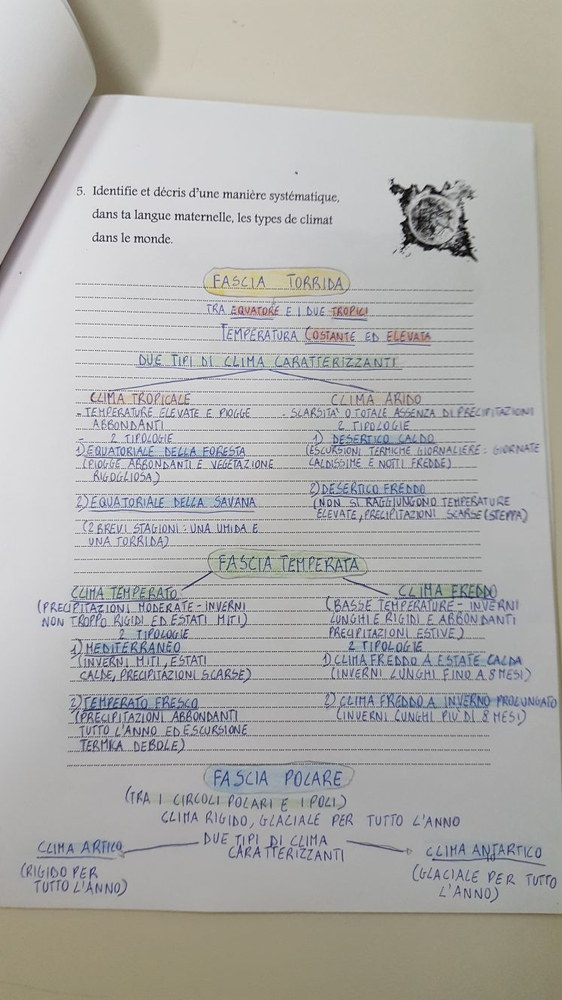 5. Identifie et décris d'une manière systématique,
dans ta langue maternelle, les types de climat
dans le monde.
FASCIA TORRIDA
TRA EQUATORE E I DUE TROPICI
TEMPERATURA COSTANTE ED ELEVATA
DUE TIPI DI CLIMA CARATTERIZZANTI
CLIMA TROPICALE
- TEMPERATURE ELEVATE E PIOGGE
ABBONDANTI
- 2 TIPOLOGIE
1) EQUATORIALE DELLA FORESTA
(PIOGGE ABBONDANTI E VEGETAZIONE
RIGOGLIOSA)
2) EQUATORIALE DELLA SAVANA
(2 BREVI STAGIONI: UNA UMIDA E
UNA TORRIDA)
CLIMA ARIDO
- SCARSITA' O TOTALE ASSENZA DI PRECIPITAZIONI
2 TIPOLOGIE
1) DESERTICO CALDO
(ESCURSIONI TERMICHE GIORNALIERE: GIORNATE
CALDISSIME E NOTTI FREDDE)
2) DESERTICO FREDDO
(NON SI RAGGIUNGONO TEMPERATURE
ELEVATE, PRECIPITAZIONI SCARSE (STEPPA)
FASCIA TEMPERATA
CLIMA TEMPERATO
(PRECIPITAZIONI MODERATE - INVERNI
NON TROPPO RIGIDI ED ESTATI MITI)
2 TIPOLOGIE
1) MEDITERRANEO
(INVERNI MITI, ESTATI
CALDE, PRECIPITAZIONI SCARSE)
2) TEMPERATO FRESCO
(PRECIPITAZIONI ABBONDANTI
TUTTO L'ANNO ED ESCURSIONE
TERMICA DEBOLE)
CLIMA FREDDO
(BASSE TEMPERATURE - INVERNI
LUNGHI E RIGIDI E ABBONDANTI
PRECIPITAZIONI ESTIVE)
2 TIPOLOGIE
1) CLIMA FREDDO A ESTATE CALDA
(INVERNI LUNGHI FINO A 8 MESI)
2) CLIMA FREDDO A INVERNO PROLUNGATO
(INVERNI LUNGHI PIÙ DI 8 MESI)
FASCIA POLARE
(TRA I CIRCOLI POLARI E I POLI)
CLIMA RIGIDO, GLACIALE PER TUTTO L'ANNO
DUE TIPI DI CLIMA
CARATTERIZZANTI
CLIMA ARTICO
(RIGIDO PER
TUTTO L'ANNO)
CLIMA ANTARTICO
(GLACIALE PER TUTTO
L'ANNO)